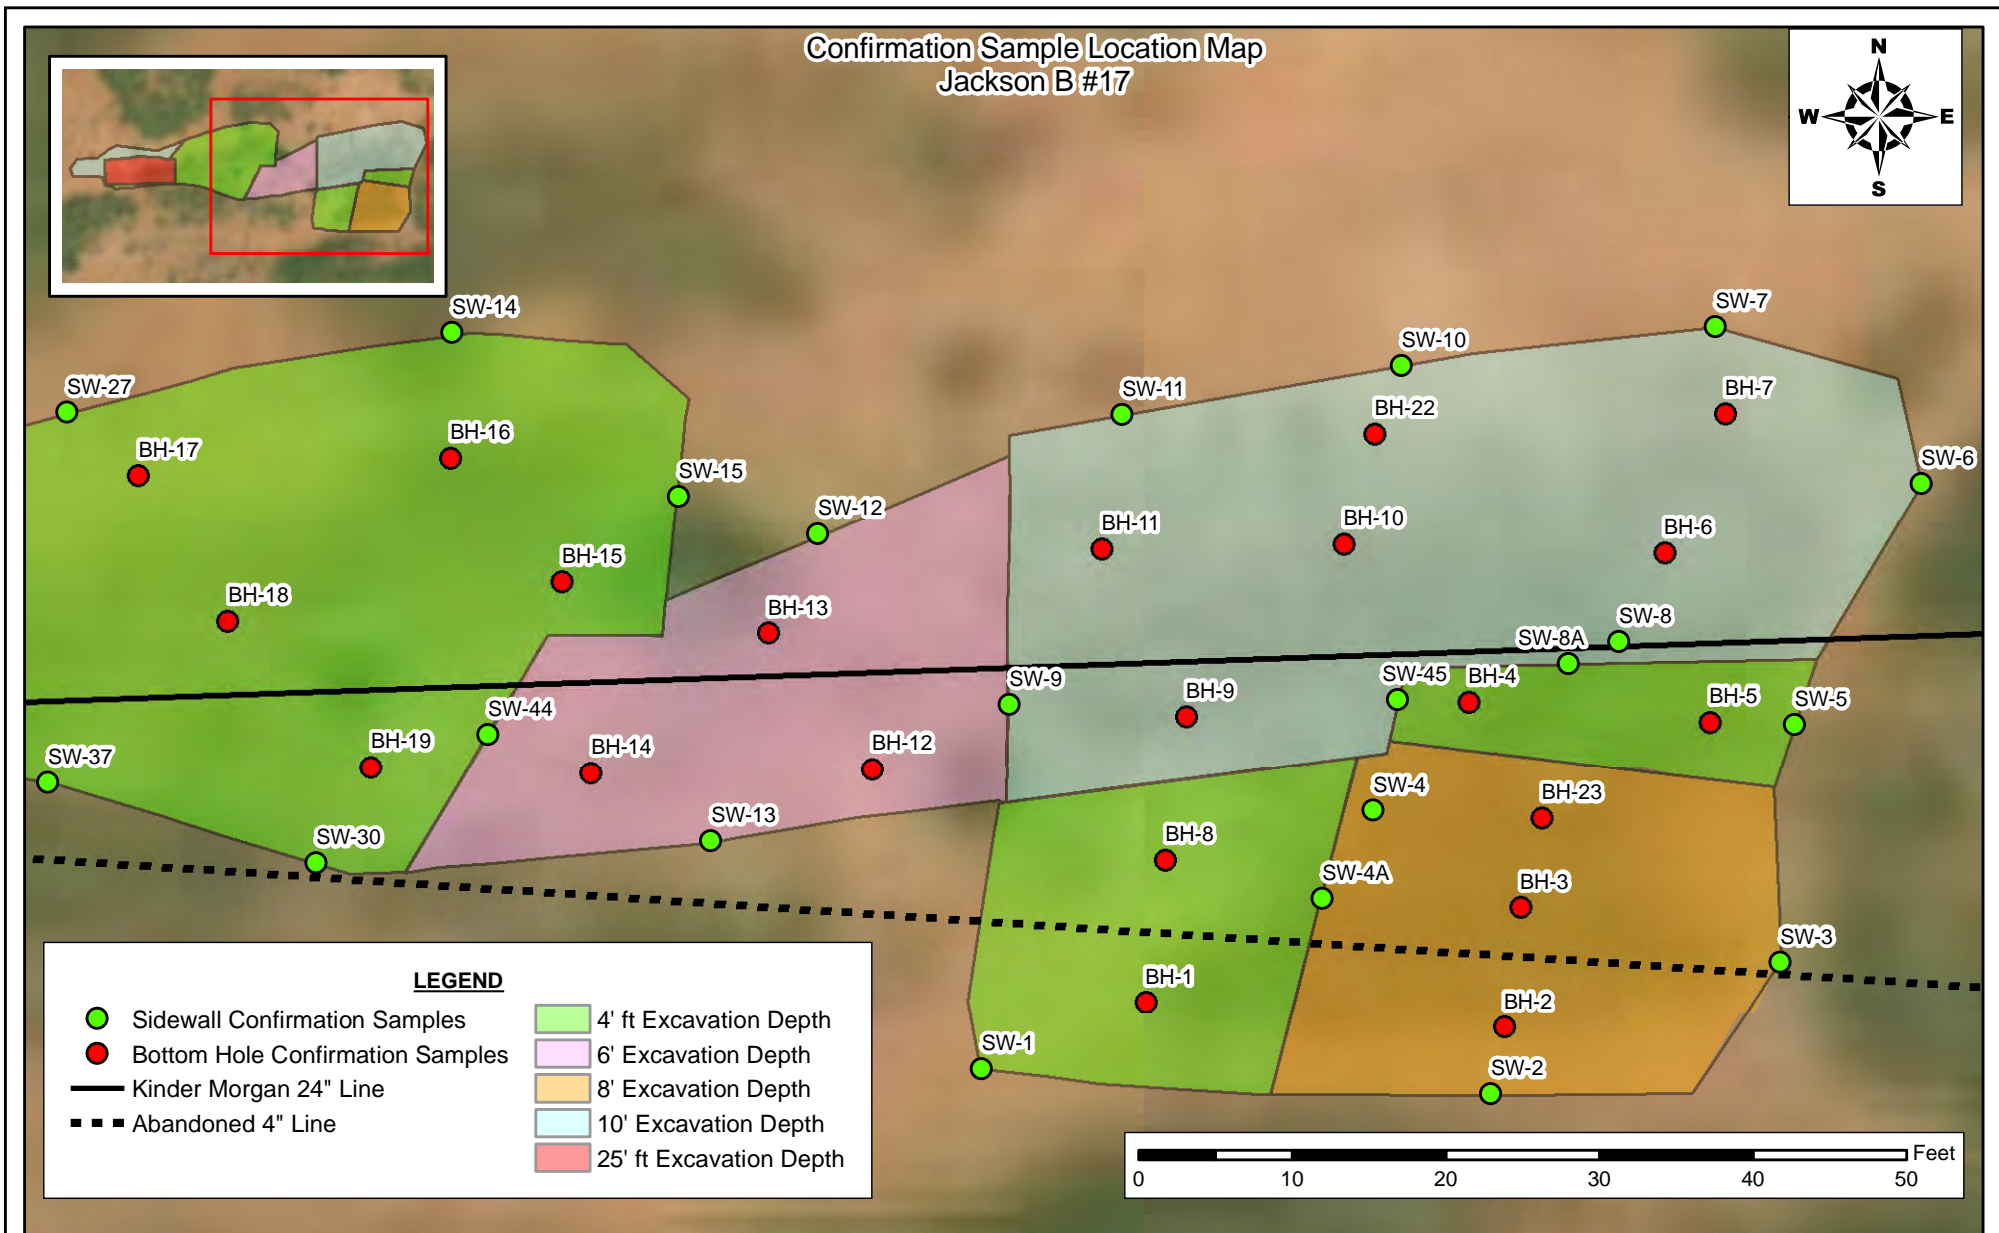 Confirmation Sample Location Map
Jackson B #17
N
W E
S
SW-14
SW-7
SW-10
SW-27
SW-11
BH-7
BH-22
BH-16
BH-17
SW-6
SW-15
SW-12
BH-11
BH-10
BH-6
BH-15
BH-18
BH-13
SW-8
SW-8A
SW-9
BH-9
SW-45
BH-4
BH-5
SW-5
SW-44
SW-37
BH-19
BH-14
BH-12
SW-4
BH-23
SW-13
SW-30
BH-8
SW-4A
BH-3
SW-3
BH-1
BH-2
SW-1
SW-2
LEGEND
Sidewall Confirmation Samples
Bottom Hole Confirmation Samples
Kinder Morgan 24" Line
Abandoned 4" Line
4' ft Excavation Depth
6' Excavation Depth
8' Excavation Depth
10' Excavation Depth
25' ft Excavation Depth
Feet
0 10 20 30 40 50